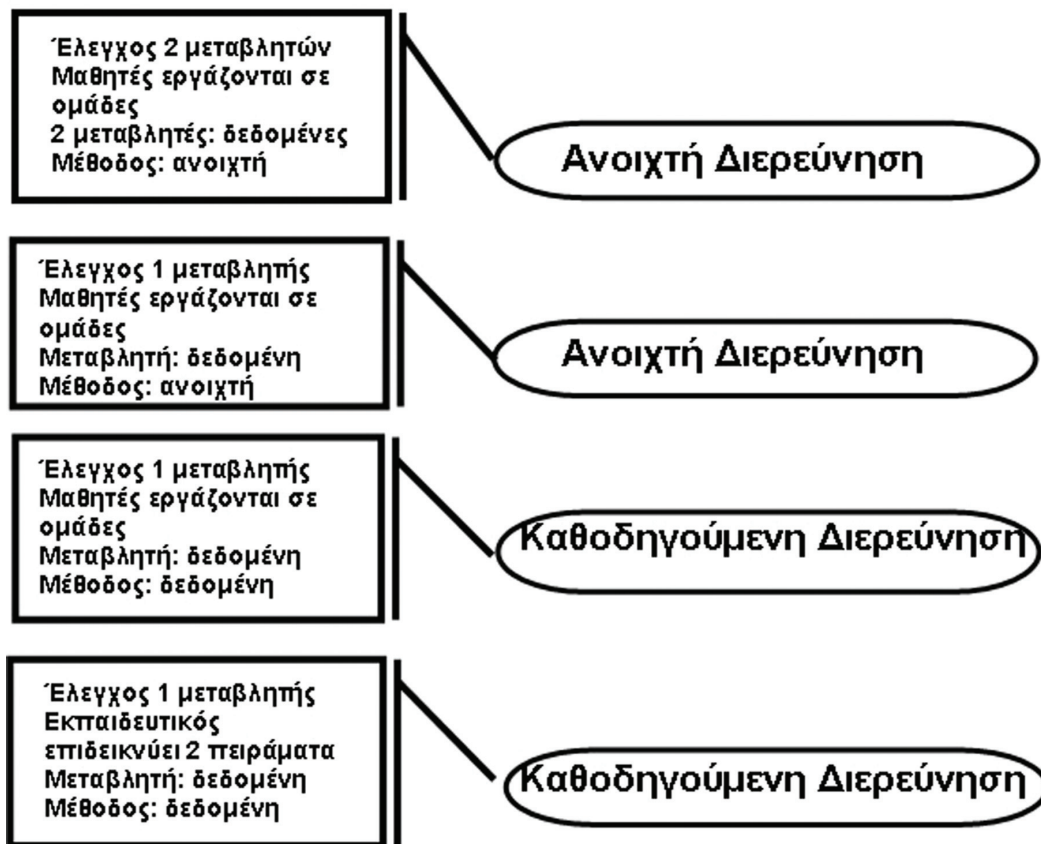 Έλεγχος 2 μεταβλητών
Μαθητές εργάζονται σε
ομάδες
2 μεταβλητές: δεδομένες
Μέθοδος: ανοιχτή
Ανοιχτή Διερεύνηση
Έλεγχος 1 μεταβλητής
Μαθητές εργάζονται σε
ομάδες
Μεταβλητή: δεδομένη
Μέθοδος: ανοιχτή
Ανοιχτή Διερεύνηση
Έλεγχος 1 μεταβλητής
Μαθητές εργάζονται σε
ομάδες
Μεταβλητή: δεδομένη
Μέθοδος: δεδομένη
Καθοδηγούμενη Διερεύνηση
Έλεγχος 1 μεταβλητής
Εκπαιδευτικός
επιδεικνύει 2 πειράματα
Μεταβλητή: δεδομένη
Μέθοδος: δεδομένη
Καθοδηγούμενη Διερεύνηση